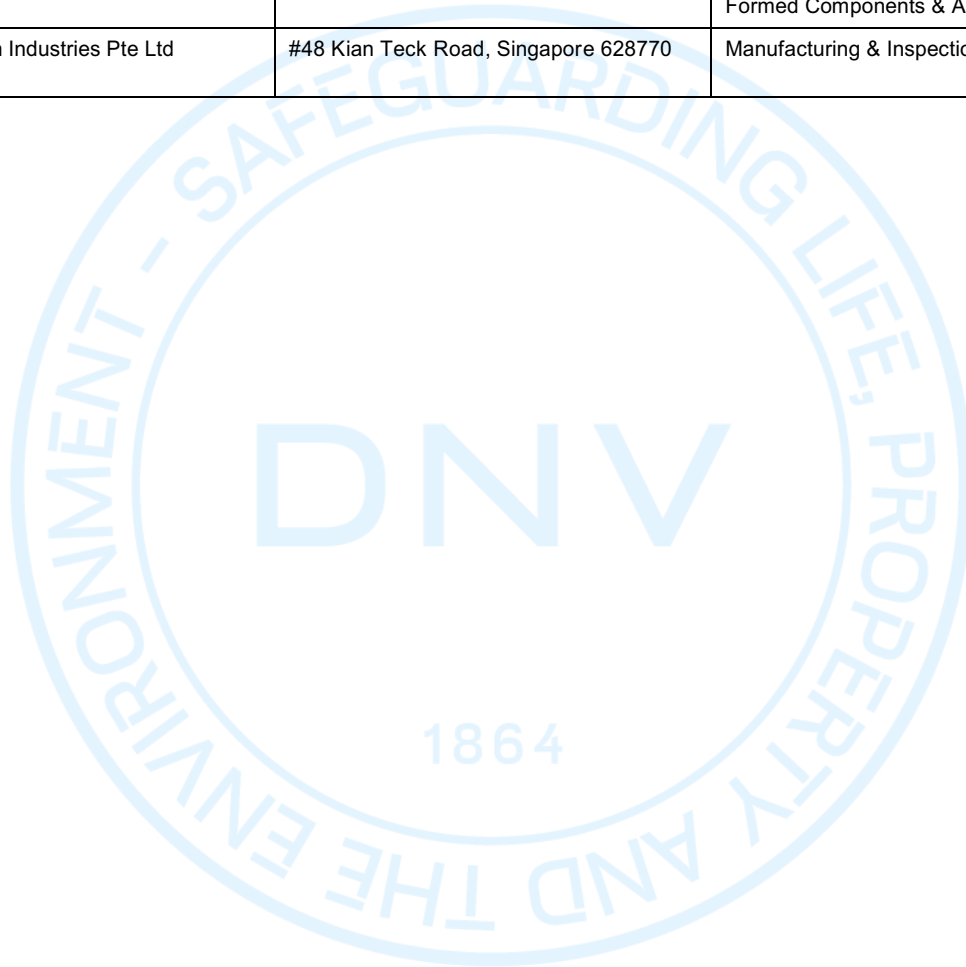 Formed Components & A
Industries Pte Ltd
#48 Kian Teck Road, Singapore 628770
Manufacturing & Inspectio
SAFEGUARDING LIFE, PROPERTY AND THE ENVIRONMENT -
DNV
1864